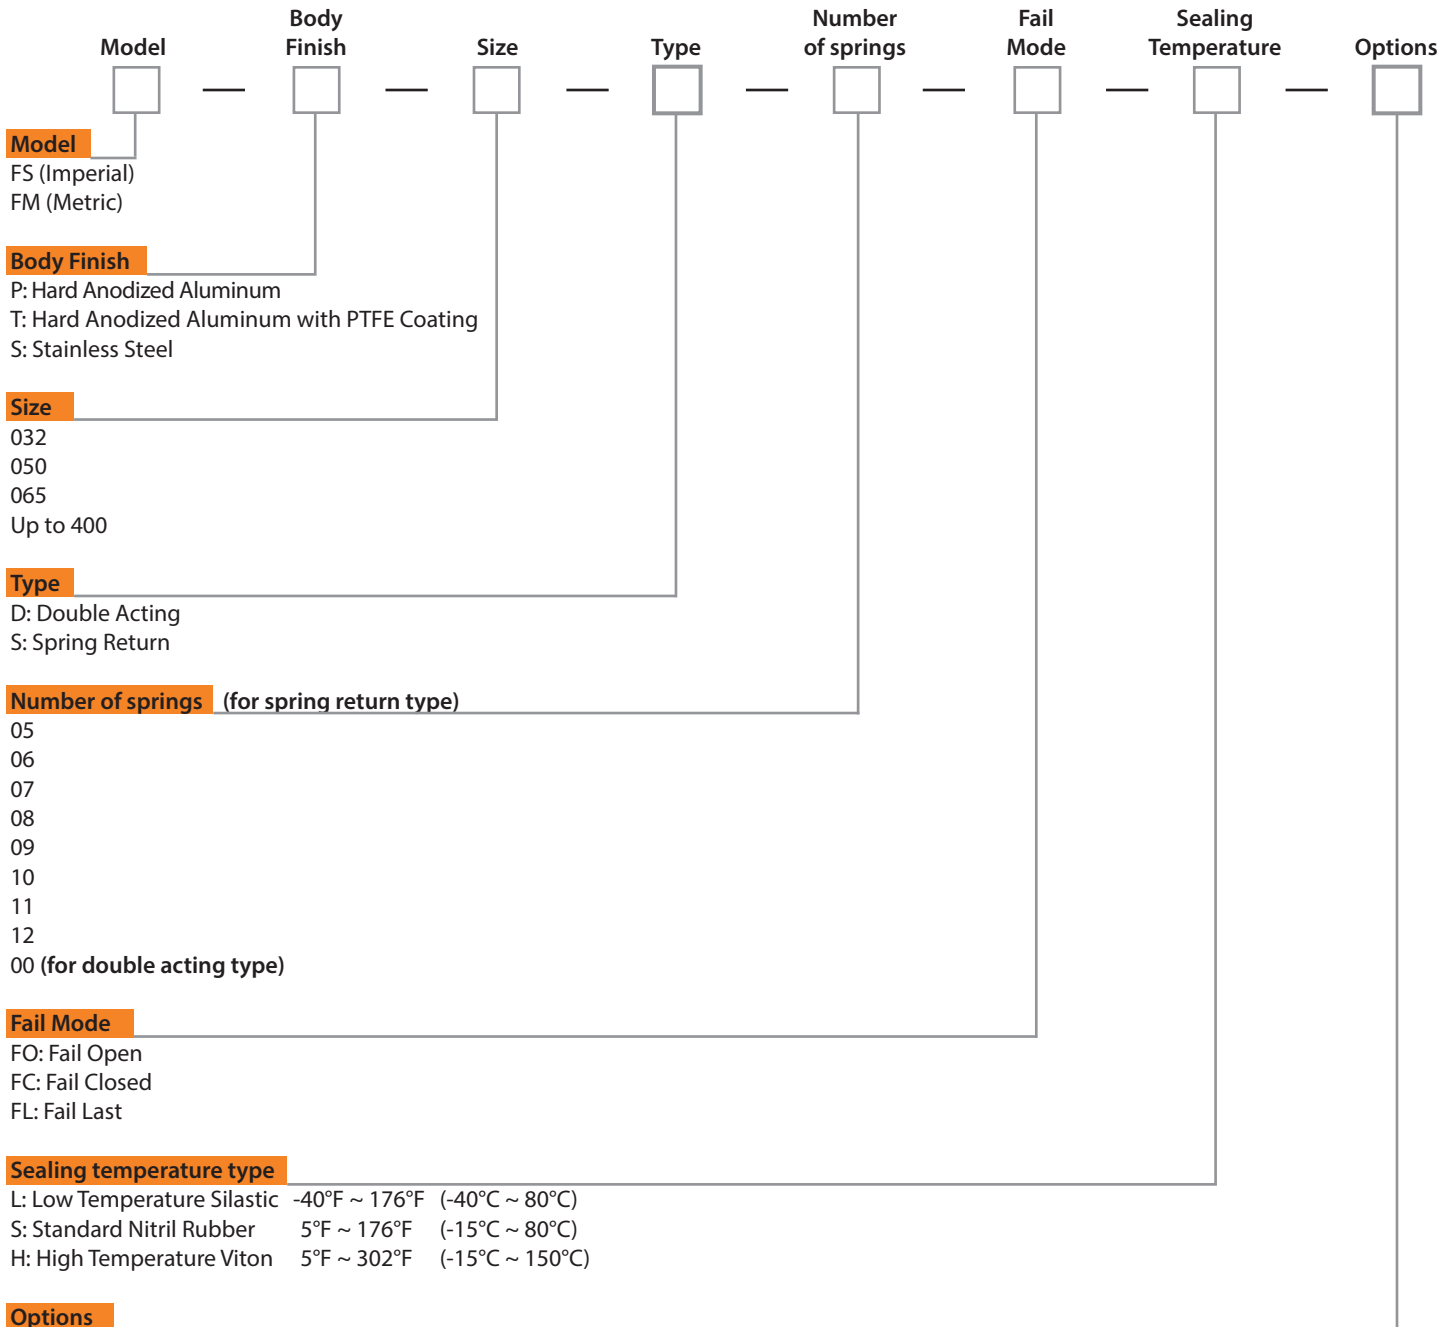 Model
Body
Finish
Size
Type
Number
of springs
Fail
Mode
Sealing
Temperature
Options
Model
FS (Imperial)
FM (Metric)
Body Finish
P: Hard Anodized Aluminum
T: Hard Anodized Aluminum with PTFE Coating
S: Stainless Steel
Size
032
050
065
Up to 400
Type
D: Double Acting
S: Spring Return
Number of springs (for spring return type)
05
06
07
08
09
10
11
12
00 (for double acting type)
Fail Mode
FO: Fail Open
FC: Fail Closed
FL: Fail Last
Sealing temperature type
L: Low Temperature Silastic -40°F ~ 176°F (-40°C ~ 80°C)
S: Standard Nitril Rubber 5°F ~ 176°F (-15°C ~ 80°C)
H: High Temperature Viton 5°F ~ 302°F (-15°C ~ 150°C)
Options